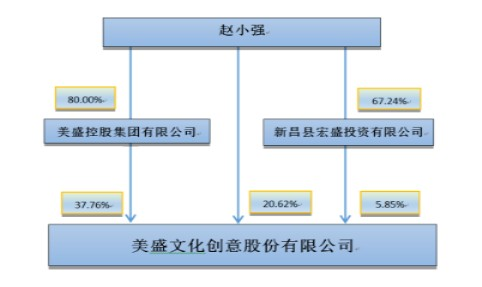 赵小强
80.00%
67.24%
美盛控股集团有限公司
新昌县宏盛投资有限公司
37.76%
20.62%
5.85%
美盛文化创意股份有限公司